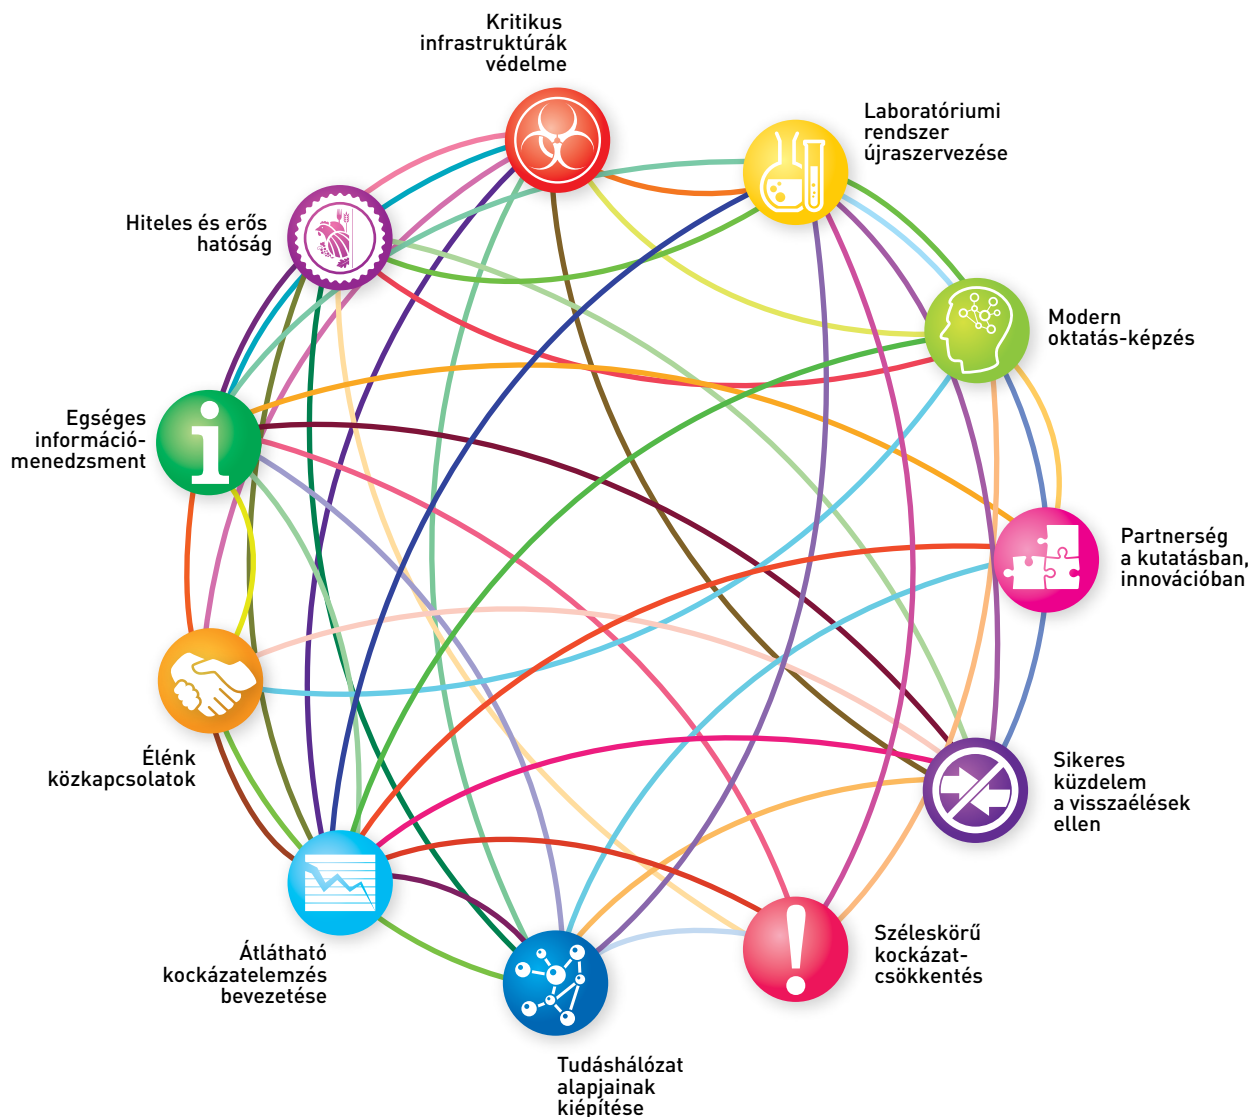 Kritikus
infrastruktúrák
védelme
Laboratóriumi
rendszer
újraszervezése
Hiteles és erős
hatóság
Modern
oktatás-képzés
Egséges
információ-
menedzsment
Partnerség
a kutatásban,
innovációban
Élénk
közkapcsolatok
Sikeres
küzdelem
a visszaélések
ellen
Átlátható
kockázatelemzés
bevezetése
Széleskörű
kockázat-
csökkentés
Tudáshálózat
alapjainak
kiépítése